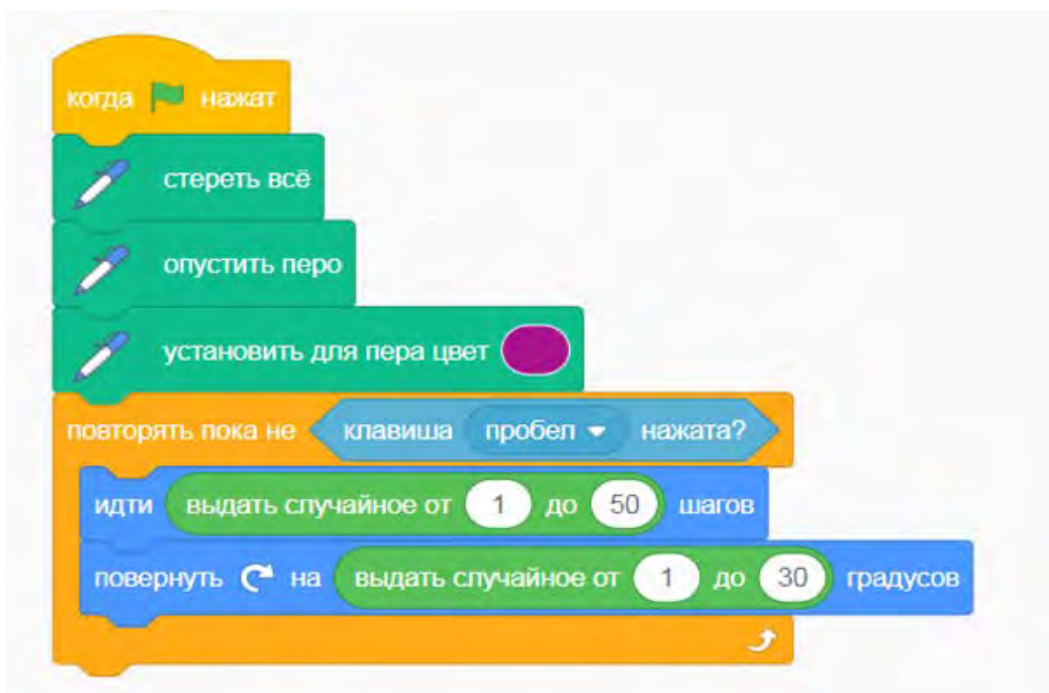 когда нажат
стереть всё
опустить перо
установить для пера цвет
повторять пока не клавиша пробел нажата?
идти выдать случайное от 1 до 50 шагов
повернуть на выдать случайное от 1 до 30 градусов